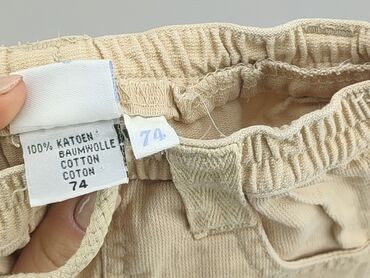 100% KATOEN
BAUMWOLLE
COTTON
COTON
74
74